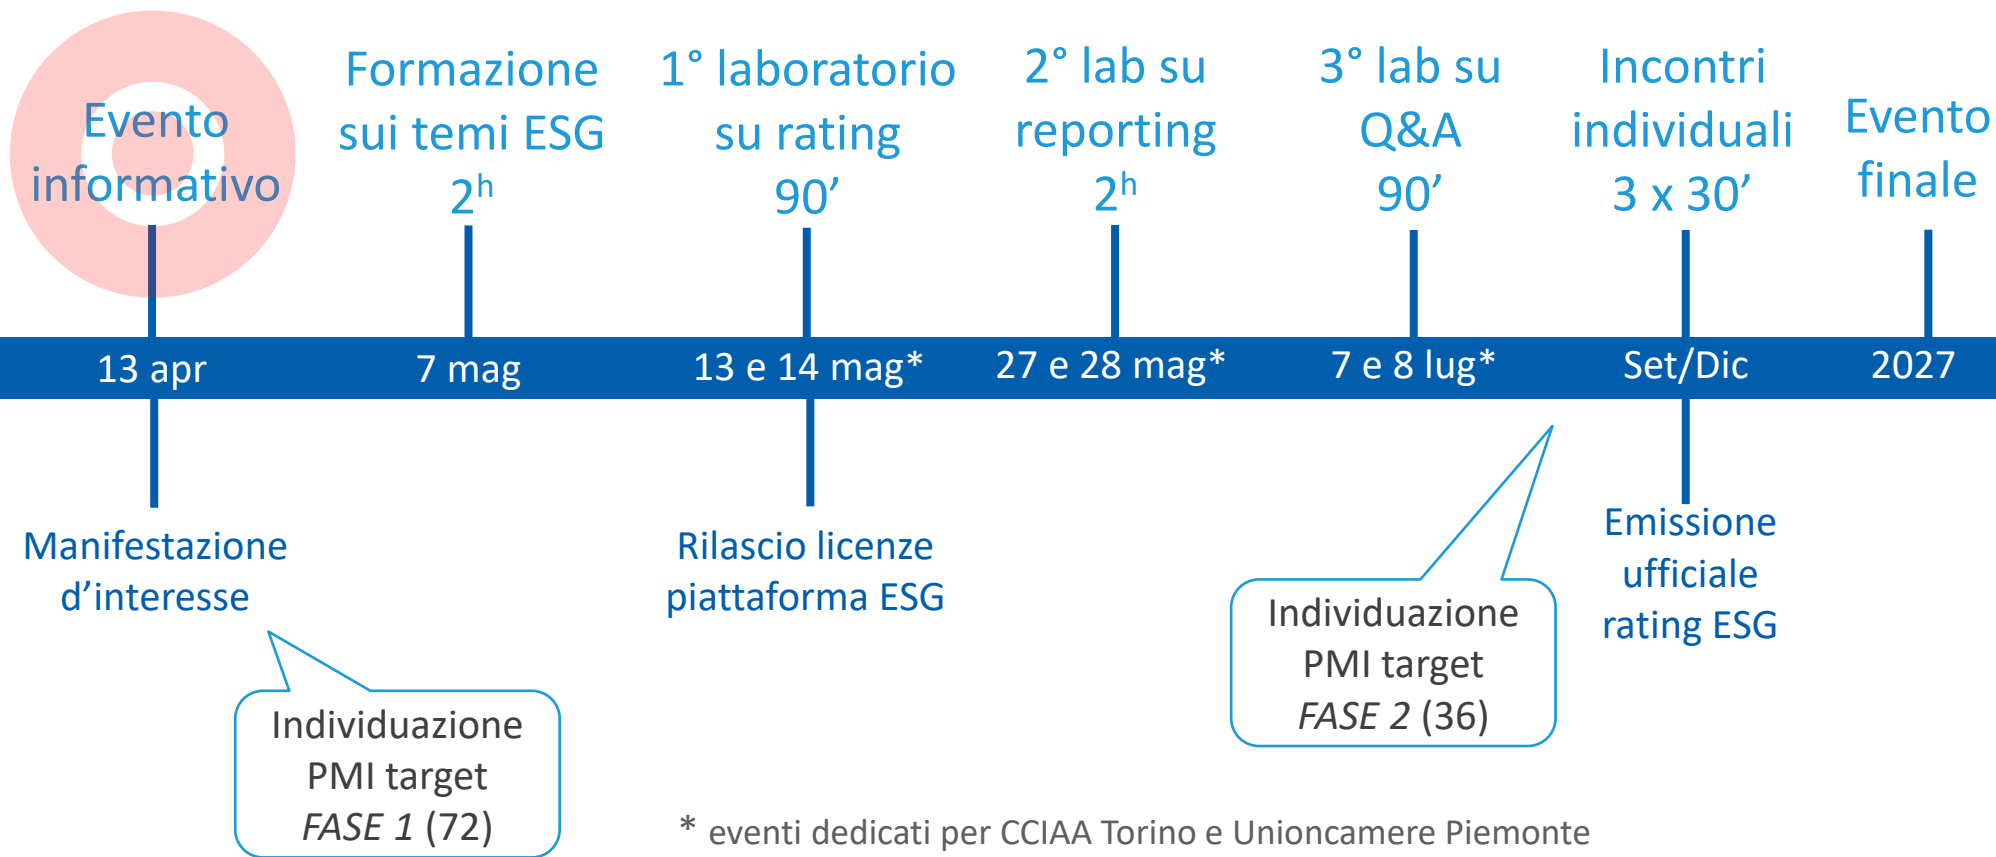 Evento
informativo
Formazione
sui temi ESG
2h
1° laboratorio
su rating
90’
2° lab su
reporting
2h
3° lab su
Q&A
90’
Incontri
individuali
3 x 30’
Evento
finale
13 apr
7 mag
13 e 14 mag*
27 e 28 mag*
7 e 8 lug*
Set/Dic
2027
Manifestazione
d’interesse
Rilascio licenze
piattaforma ESG
Emissione
ufficiale
rating ESG
Individuazione
PMI target
FASE 1 (72)
Individuazione
PMI target
FASE 2 (36)
* eventi dedicati per CCIAA Torino e Unioncamere Piemonte